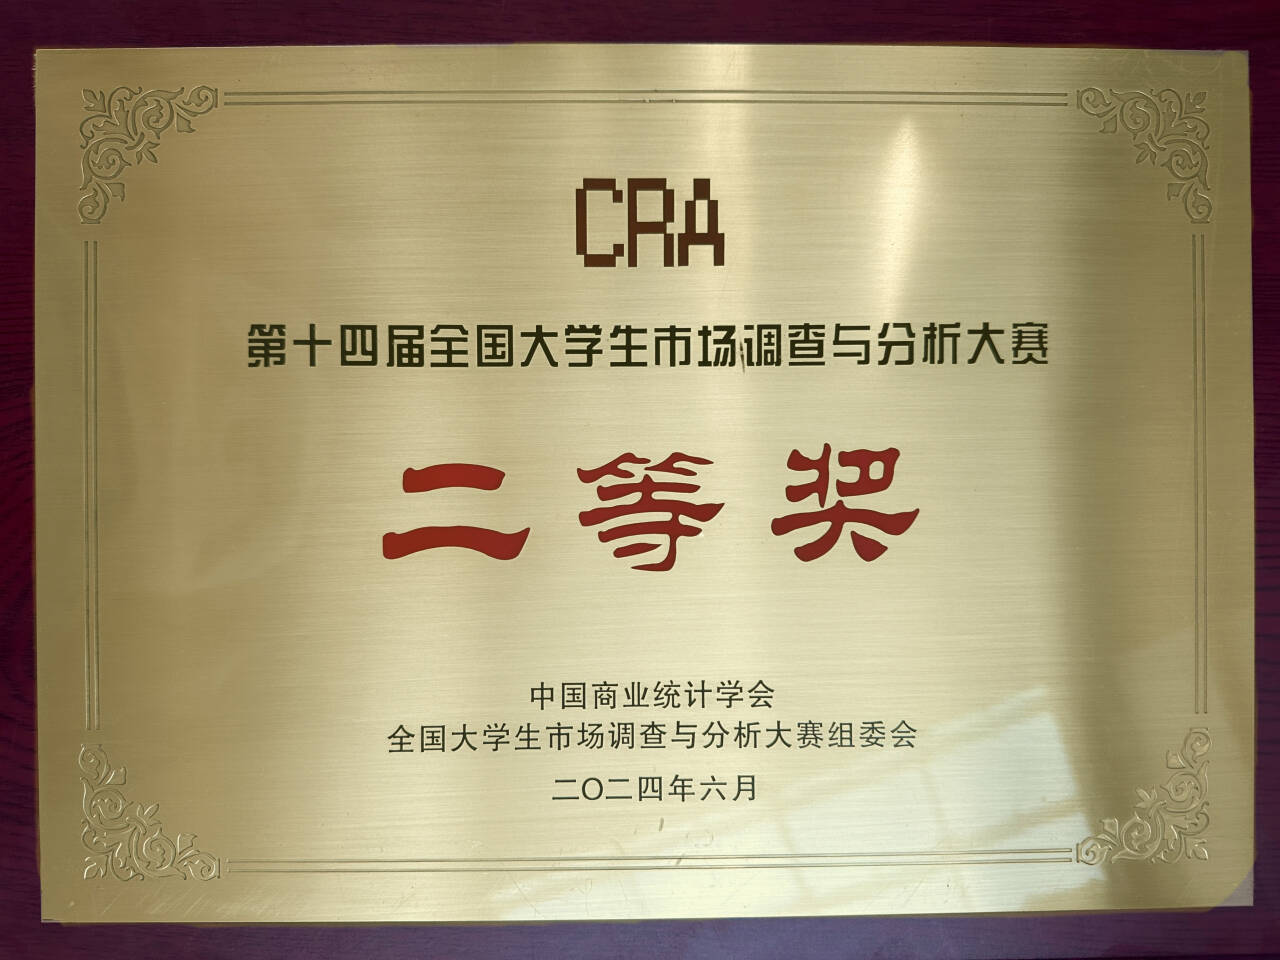 CRA
第十四届全国大学生市场调查与分析大赛
二等奖
中国商业统计学会
全国大学生市场调查与分析大赛组委会
二〇二四年六月